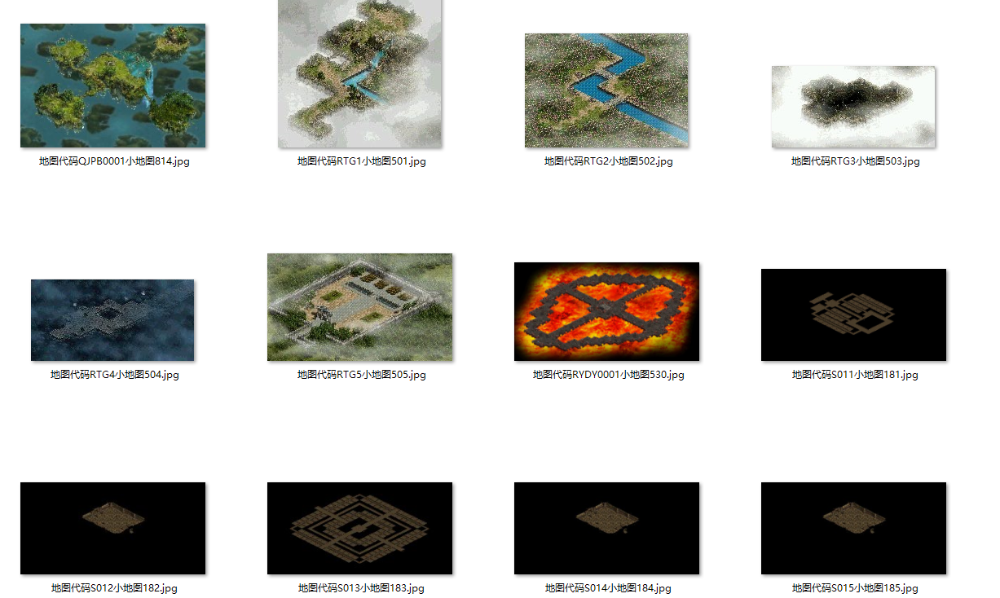 地图代码QJPB0001小地图814.jpg
地图代码RTG1小地图501.jpg
地图代码RTG2小地图502.jpg
地图代码RTG3小地图503.jpg
地图代码RTG4小地图504.jpg
地图代码RTG5小地图505.jpg
地图代码RYDY0001小地图530.jpg
地图代码S011小地图181.jpg
地图代码S012小地图182.jpg
地图代码S013小地图183.jpg
地图代码S014小地图184.jpg
地图代码S015小地图185.jpg